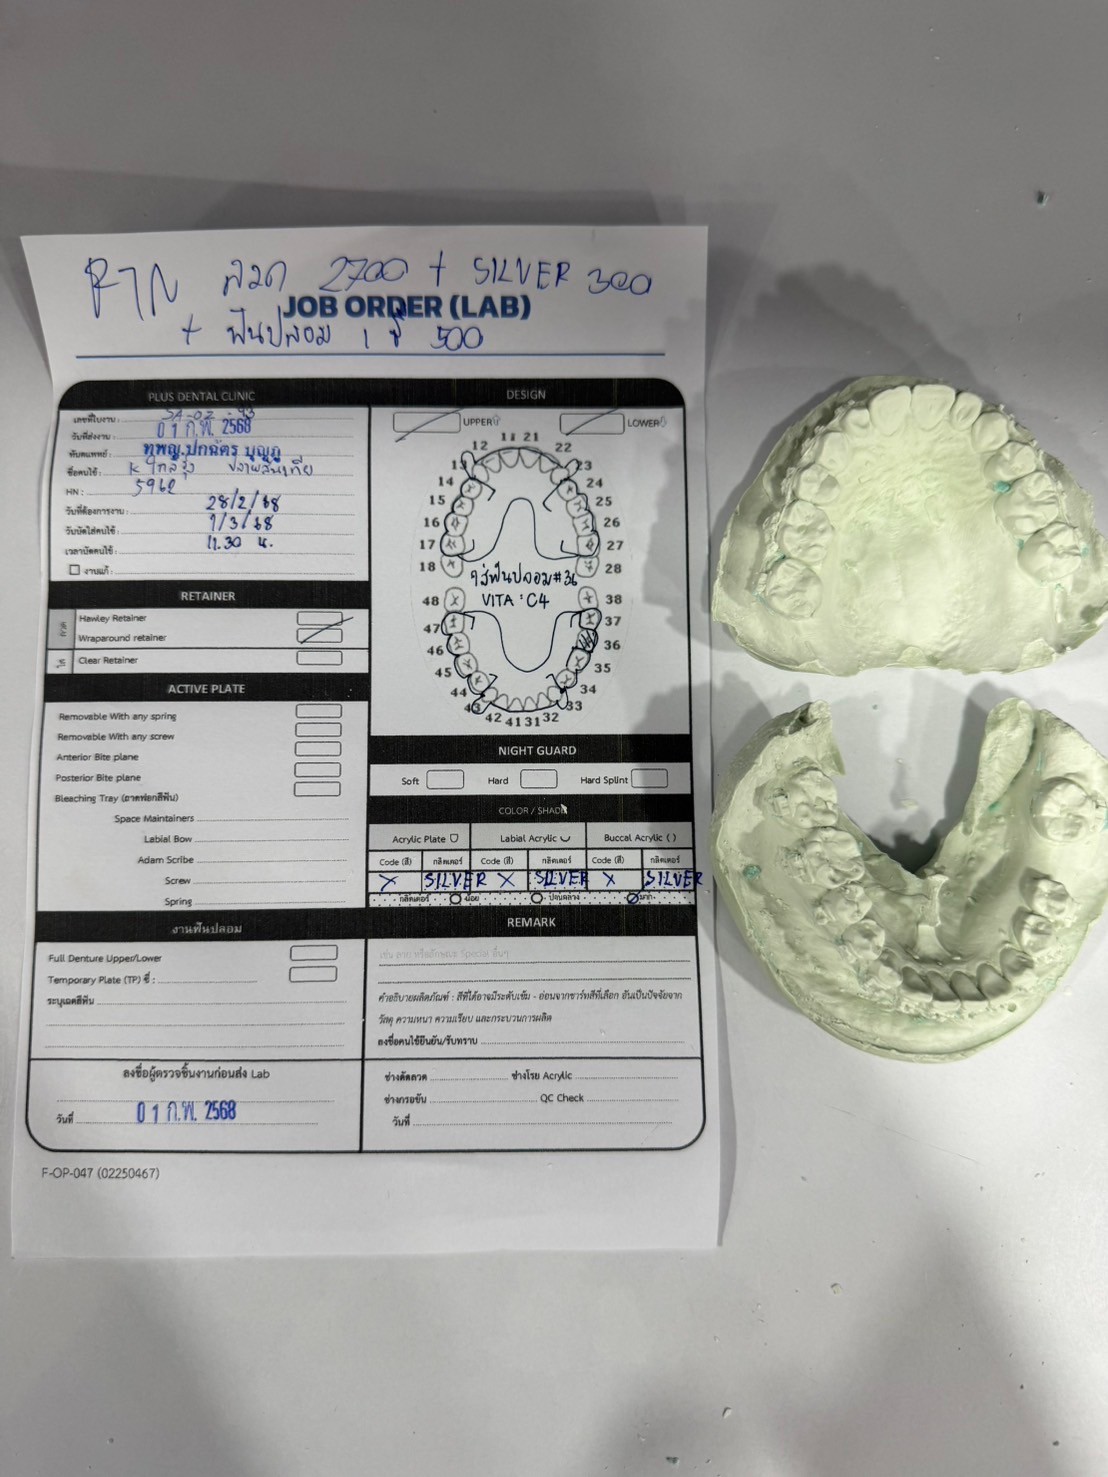 RTN ลวด 2700 + SILVER 300
JOB ORDER (LAB)
+ ฟันปลอม 1 ซี่ 500
PLUS DENTAL CLINIC
เลขที่ใบงาน :
วันที่ส่งงาน : 01 ก.พ. 2568
ทันตแพทย์ : ทพญ.ปกฉัตร
ชื่อคนไข้ : K
HN : 5962
วันที่ต้องการงาน : 28/2/68
วันนัดใส่คนไข้ : 1/3/68
เวลานัดคนไข้ : 11.30 น.
งานแก้ :
RETAINER
ลวด
Hawley Retainer
Wraparound retainer
ใส
Clear Retainer
ACTIVE PLATE
Removable With any spring
Removable With any screw
Anterior Bite plane
Posterior Bite plane
Bleaching Tray (ถาดฟอกสีฟัน)
Space Maintainers
Labial Bow
Adam Scribe
Screw
Spring
งานฟันปลอม
Full Denture Upper/Lower
Temporary Plate (TP) ซี่ :
ระบุเฉดสีฟัน
ลงชื่อผู้ตรวจชิ้นงานก่อนส่ง Lab
วันที่ 01 ก.พ. 2568
DESIGN
UPPER LOWER
12 11 21 22
13 23
14 24
15 25
16 26
17 27
18 28
ใส่ฟันปลอม#36
VITA : C4
48 38
47 37
46 36
45 35
44 34
43 42 41 31 32 33
NIGHT GUARD
Soft Hard Hard Splint
COLOR / SHADE
Acrylic Plate Labial Acrylic Buccal Acrylic ( )
Code (สี) กลิตเตอร์ Code (สี) กลิตเตอร์ Code (สี) กลิตเตอร์
X SILVER X SILVER X SILVER
กลิตเตอร์ น้อย ปานกลาง มาก
REMARK
เช่น ลาย หรือลักษณะ Special อื่นๆ
คำอธิบายผลิตภัณฑ์ : สีที่ได้อาจมีระดับเข้ม - อ่อนจากชาร์ทสีที่เลือก อันเป็นปัจจัยจาก
วัสดุ ความหนา ความเรียบ และกระบวนการผลิต
ลงชื่อคนไข้ยืนยัน/รับทราบ
ช่างดัดลวด ช่างโรย Acrylic
ช่างกรอขัน QC Check
วันที่
F-OP-047 (02250467)